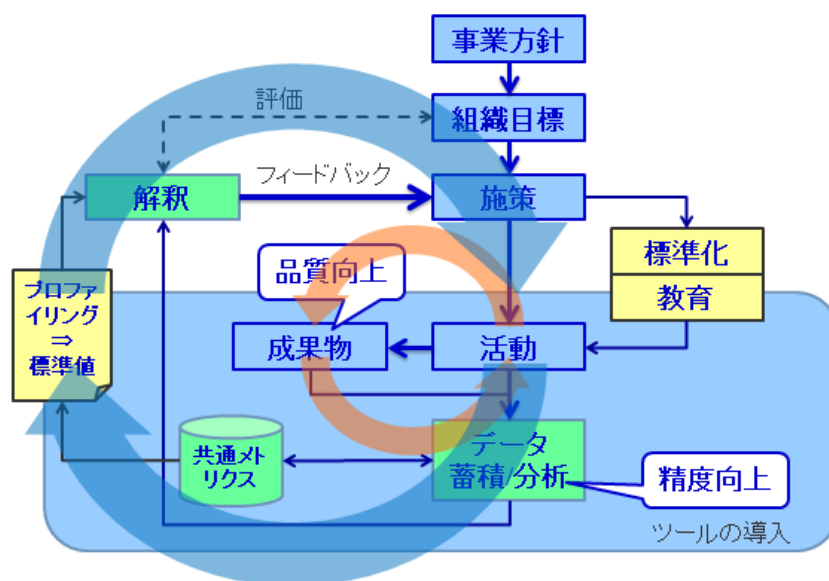 事業方針
評価
組織目標
解釈
フィードバック
施策
標準化
教育
品質向上
プロファ
イリング
⇒
標準値
成果物
活動
共通メト
リクス
データ
蓄積/分析
精度向上
ツールの導入